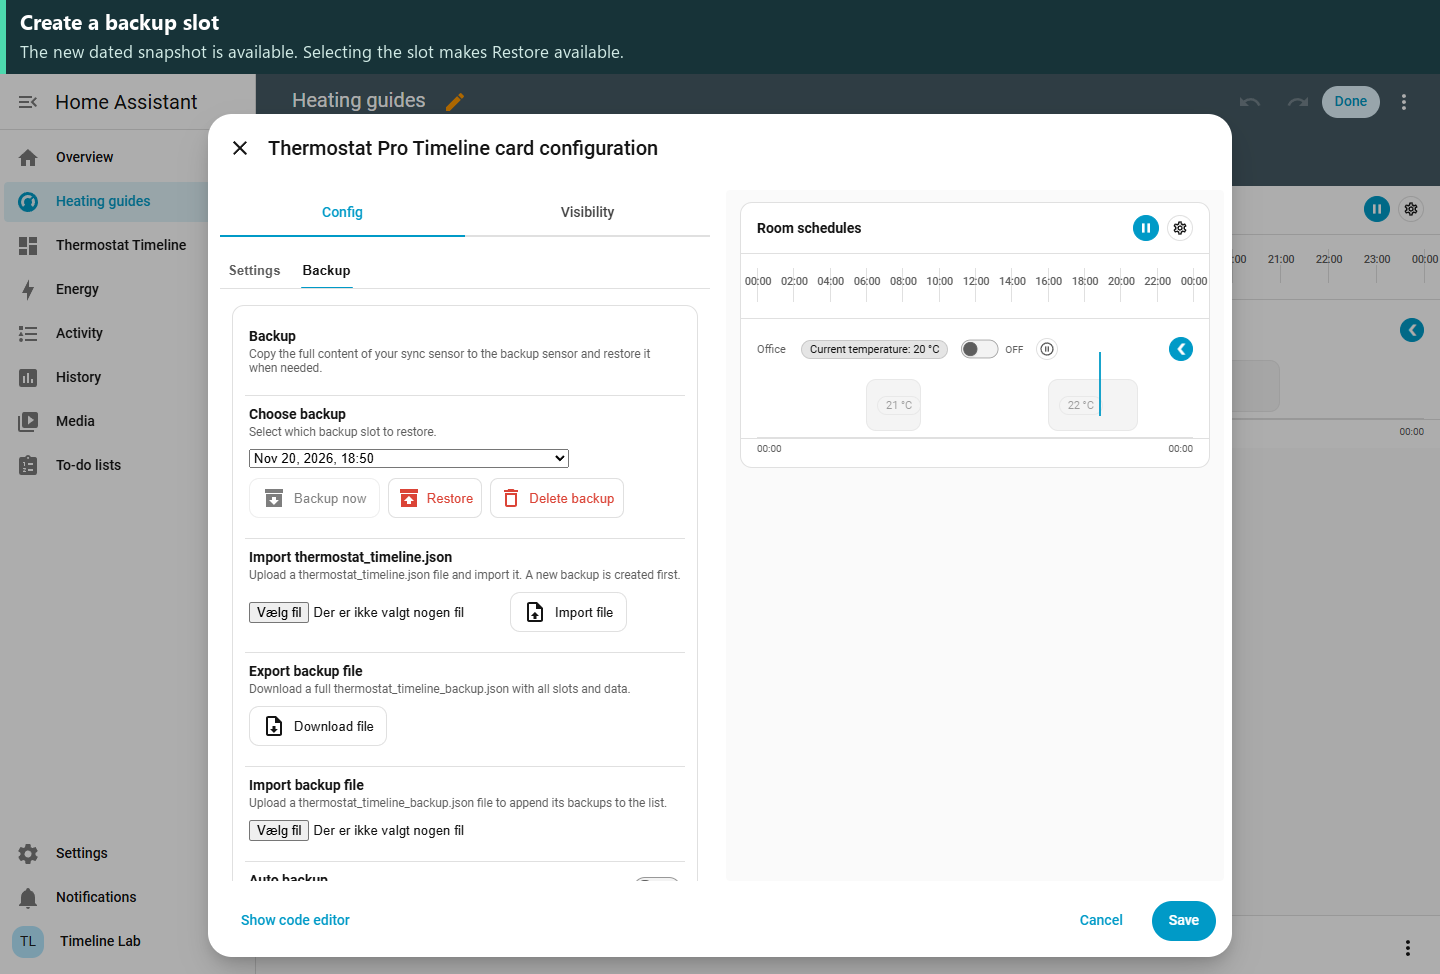 Create a backup slot
The new dated snapshot is available. Selecting the slot makes Restore available.
Home Assistant
Heating guides
Done
Overview
Heating guides
Thermostat Timeline
Energy
Activity
History
Media
To-do lists
Settings
Notifications
TL
Timeline Lab
Thermostat Pro Timeline card configuration
Config
Visibility
Settings
Backup
Backup
Copy the full content of your sync sensor to the backup sensor and restore it
when needed.
Choose backup
Select which backup slot to restore.
Nov 20, 2026, 18:50
Backup now
Restore
Delete backup
Import thermostat_timeline.json
Upload a thermostat_timeline.json file and import it. A new backup is created first.
Vælg fil Der er ikke valgt nogen fil
Import file
Export backup file
Download a full thermostat_timeline_backup.json with all slots and data.
Download file
Import backup file
Upload a thermostat_timeline_backup.json file to append its backups to the list.
Vælg fil Der er ikke valgt nogen fil
Auto backup
Show code editor
Cancel
Save
Room schedules
00:00 02:00 04:00 06:00 08:00 10:00 12:00 14:00 16:00 18:00 20:00 22:00 00:00
Office
Current temperature: 20 °C
OFF
21 °C
22 °C
00:00
00:00
:00 21:00 22:00 23:00 00:00
00:00